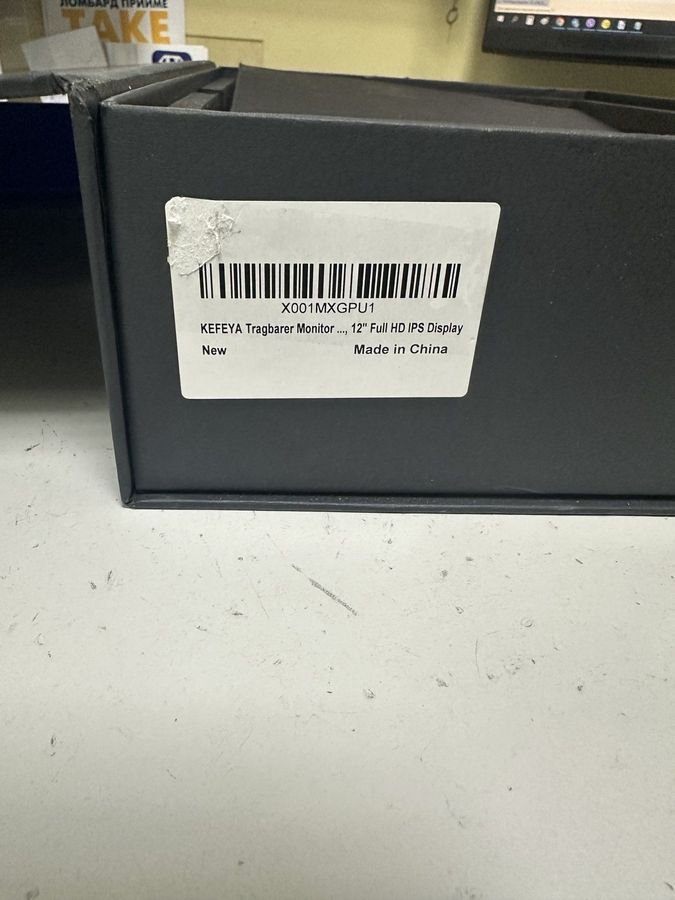 ЛОМБАРД ПРИЙМЕ
TAKE
X001MXGPU1
KEFEYA Tragbarer Monitor ..., 12" Full HD IPS Display
New
Made in China